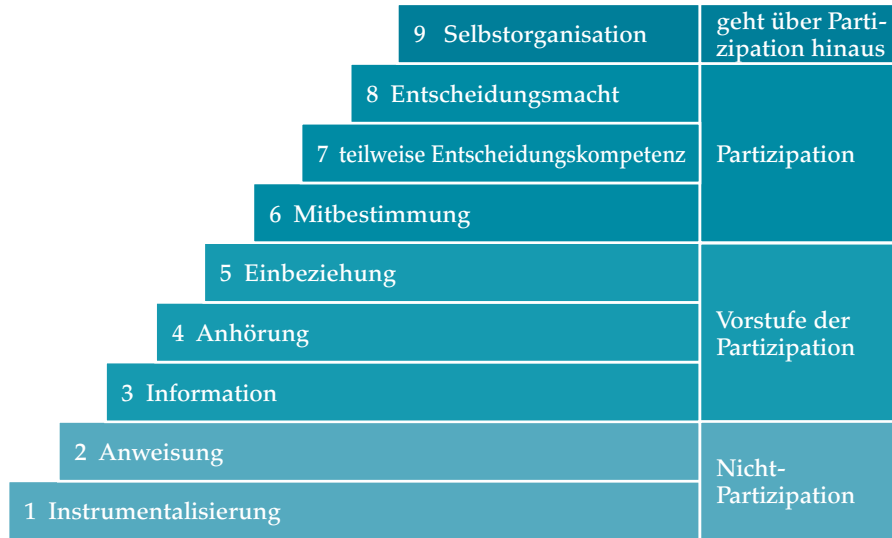 9 Selbstorganisation
geht über Parti-
zipation hinaus
8 Entscheidungsmacht
7 teilweise Entscheidungskompetenz
Partizipation
6 Mitbestimmung
5 Einbeziehung
4 Anhörung
Vorstufe der
Partizipation
3 Information
2 Anweisung
Nicht-
Partizipation
1 Instrumentalisierung